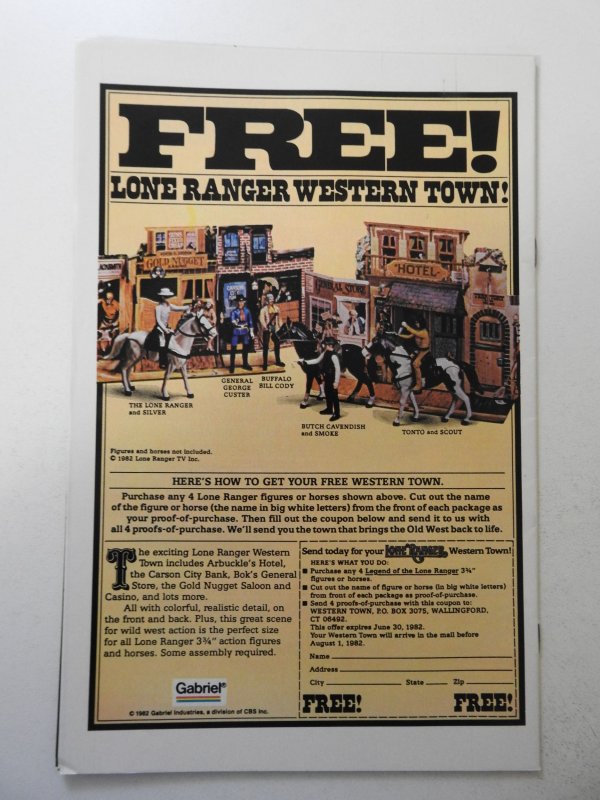 FREE!
LONE RANGER WESTERN TOWN!
GOLD NUGGET
HOTEL
GENERAL STORE
THE LONE RANGER
and SILVER
GENERAL
GEORGE
CUSTER
BUFFALO
BILL CODY
BUTCH CAVENDISH
and SMOKE
TONTO and SCOUT
Figures and horses not included.
© 1982 Lone Ranger TV Inc.
HERE'S HOW TO GET YOUR FREE WESTERN TOWN.
Purchase any 4 Lone Ranger figures or horses shown above. Cut out the name
of the figure or horse (the name in big white letters) from the front of each package as
your proof-of-purchase. Then fill out the coupon below and send it to us with
all 4 proofs-of-purchase. We'll send you the town that brings the Old West back to life.
The exciting Lone Ranger Western
Town includes Arbuckle's Hotel,
the Carson City Bank, Bok's General
Store, the Gold Nugget Saloon and
Casino, and lots more.
All with colorful, realistic detail, on
the front and back. Plus, this great scene
for wild west action is the perfect size
for all Lone Ranger 3¾" action figures
and horses. Some assembly required.
Gabriel®
© 1982 Gabriel Industries, a division of CBS Inc.
Send today for your LONE RANGER Western Town!
HERE'S WHAT YOU DO:
■ Purchase any 4 Legend of the Lone Ranger 3¾"
figures or horses.
■ Cut out the name of figure or horse (in big white letters)
from front of each package as proof-of-purchase.
■ Send 4 proofs-of-purchase with this coupon to:
WESTERN TOWN, P.O. BOX 3075, WALLINGFORD,
CT 06492.
This offer expires June 30, 1982.
Your Western Town will arrive in the mail before
August 1, 1982.
Name
Address
City State Zip
FREE! FREE!